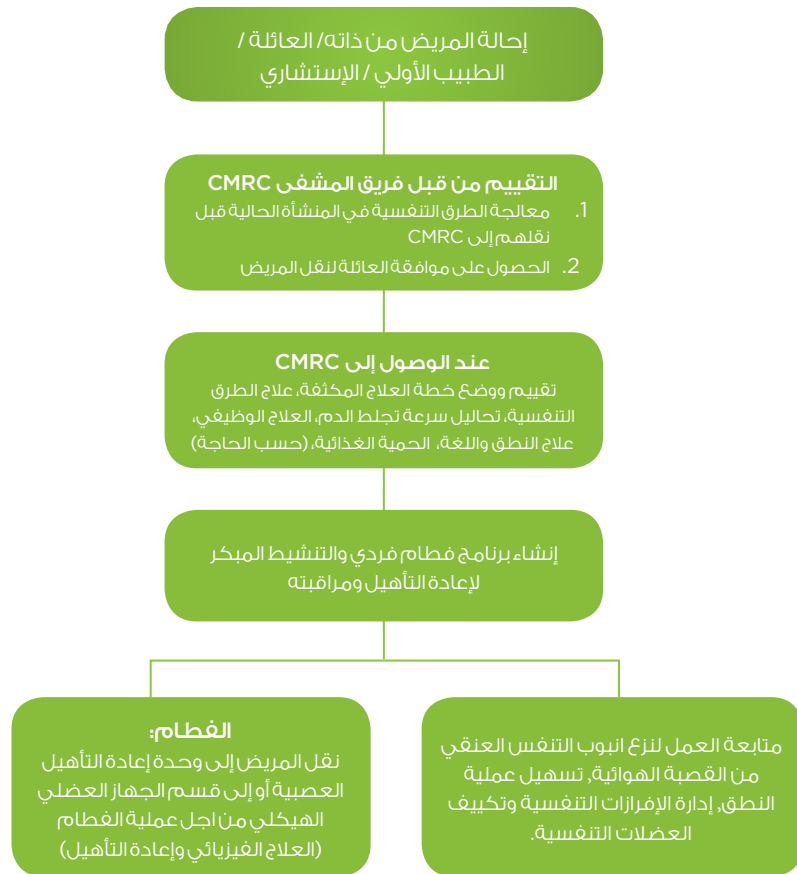 إحالة المريض من ذاته/ العائلة /
الطبيب الأولي / الإستشاري
التقييم من قبل فريق المشفى CMRC
1. معالجة الطرق التنفسية في المنشأة الحالية قبل
نقلهم إلى CMRC
2. الحصول على موافقة العائلة لنقل المريض
عند الوصول إلى CMRC
تقييم ووضع خطة العلاج المكثفة، علاج الطرق
التنفسية، تحاليل سرعة تجلط الدم، العلاج الوظيفي،
علاج النطق واللغة، الحمية الغذائية، (حسب الحاجة)
إنشاء برنامج فطام فردي والتنشيط المبكر
لإعادة التأهيل ومراقبته
متابعة العمل لنزع انبوب التنفس العنقي
من القصبة الهوائية, تسهيل عملية
النطق, إدارة الإفرازات التنفسية وتكييف
العضلات التنفسية.
الفطام:
نقل المريض إلى وحدة إعادة التأهيل
العصبية أو إلى قسم الجهاز العضلي
الهيكلي من اجل عملية الفطام
(العلاج الفيزيائي وإعادة التأهيل)